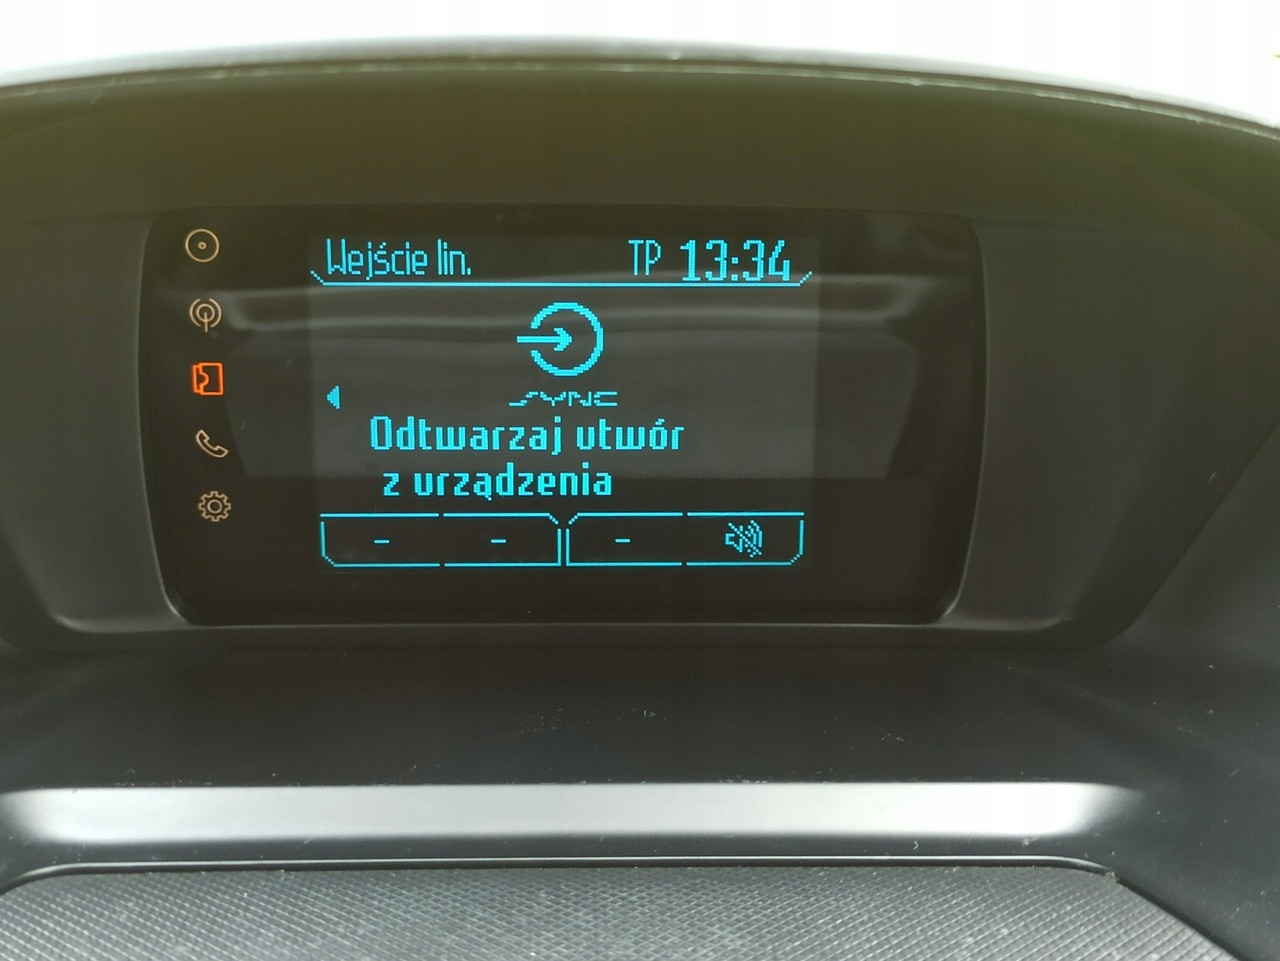 Wejście lin. TP 13:34
SYNC
Odtwarzaj utwór
z urządzenia
- - -